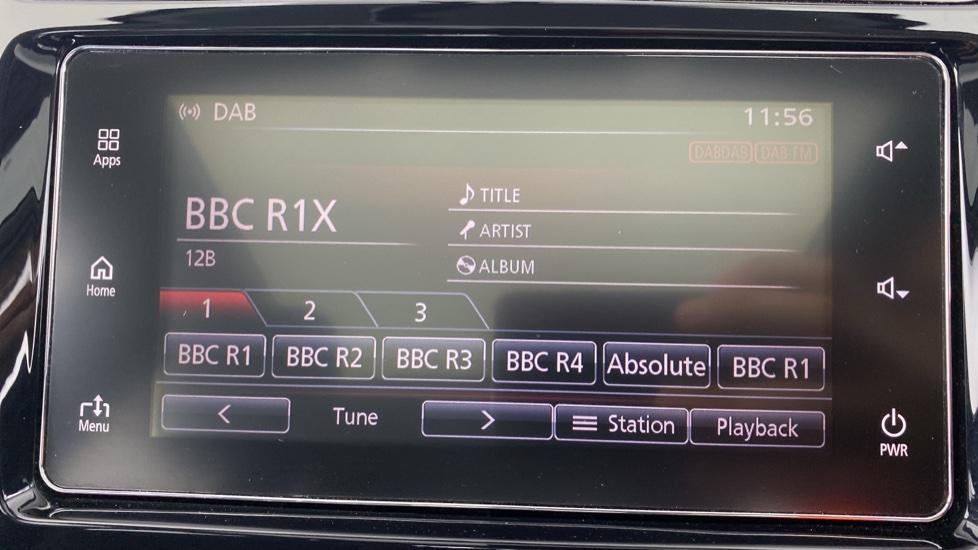 DAB 11:56
DABDAB DAB-FM
Apps
BBC R1X
TITLE
ARTIST
12B
ALBUM
Home
1 2 3
BBC R1 BBC R2 BBC R3 BBC R4 Absolute BBC R1
< Tune > Station Playback
Menu
PWR